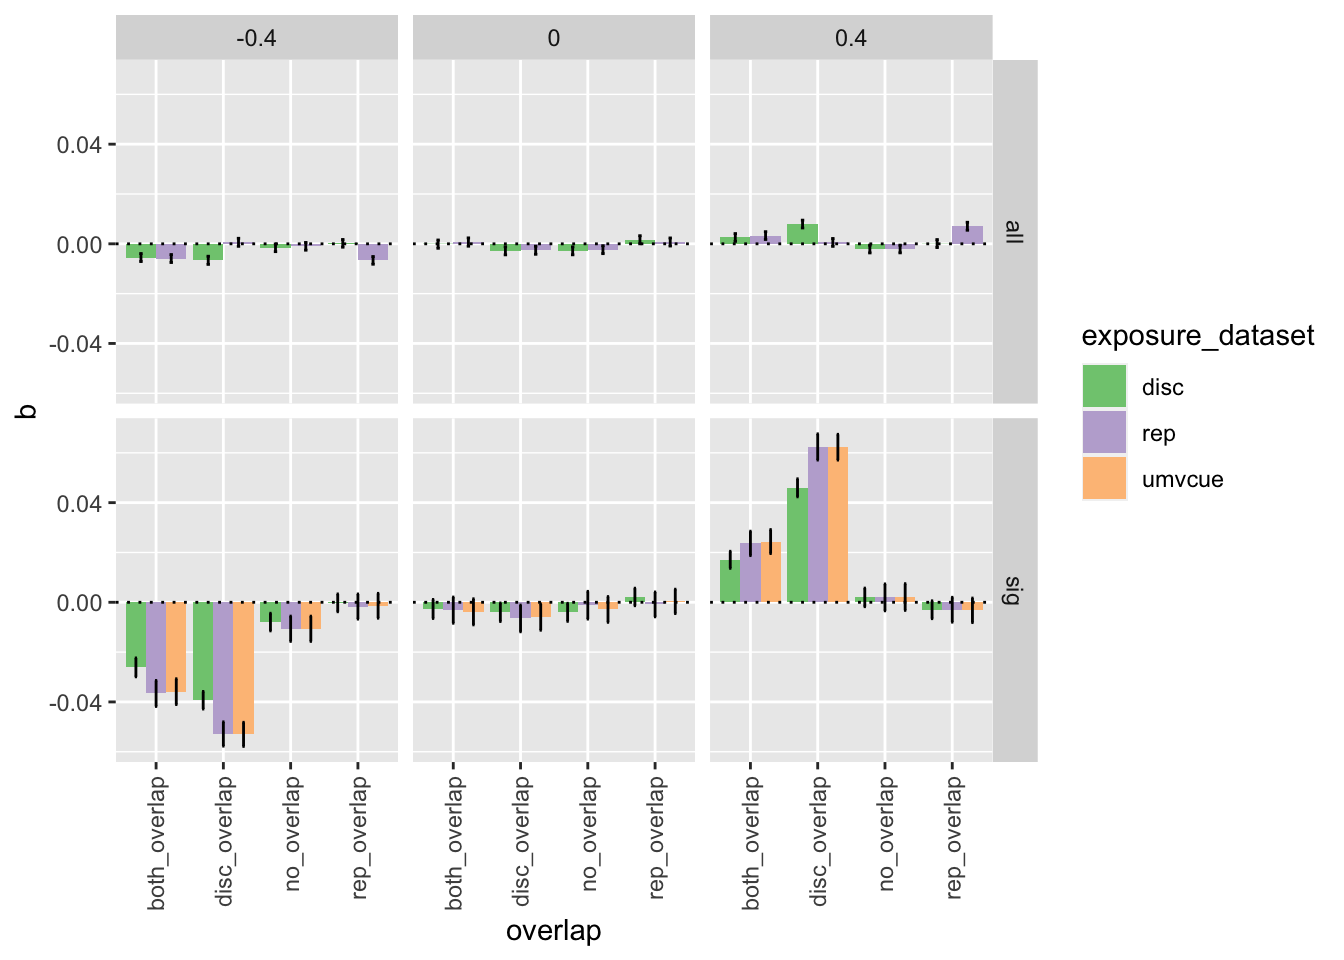 -0.4
0
0.4
0.04
0.00
-0.04
all
0.04
0.00
-0.04
sig
b
both_overlap
disc_overlap
no_overlap
rep_overlap
both_overlap
disc_overlap
no_overlap
rep_overlap
both_overlap
disc_overlap
no_overlap
rep_overlap
overlap
exposure_dataset
disc
rep
umvcue